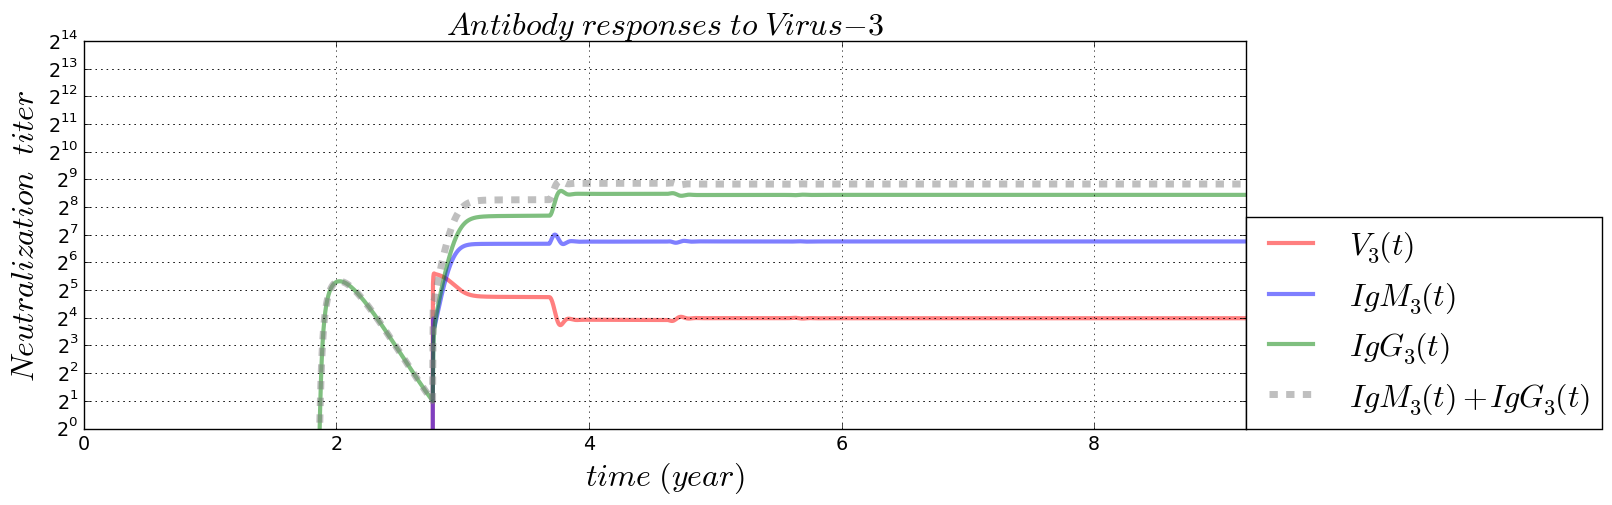 Antibody responses to Virus−3
Neutralization titer
2^14
2^13
2^12
2^11
2^10
2^9
2^8
2^7
2^6
2^5
2^4
2^3
2^2
2^1
2^0
0 2 4 6 8
time (year)
V_3(t)
IgM_3(t)
IgG_3(t)
IgM_3(t)+IgG_3(t)